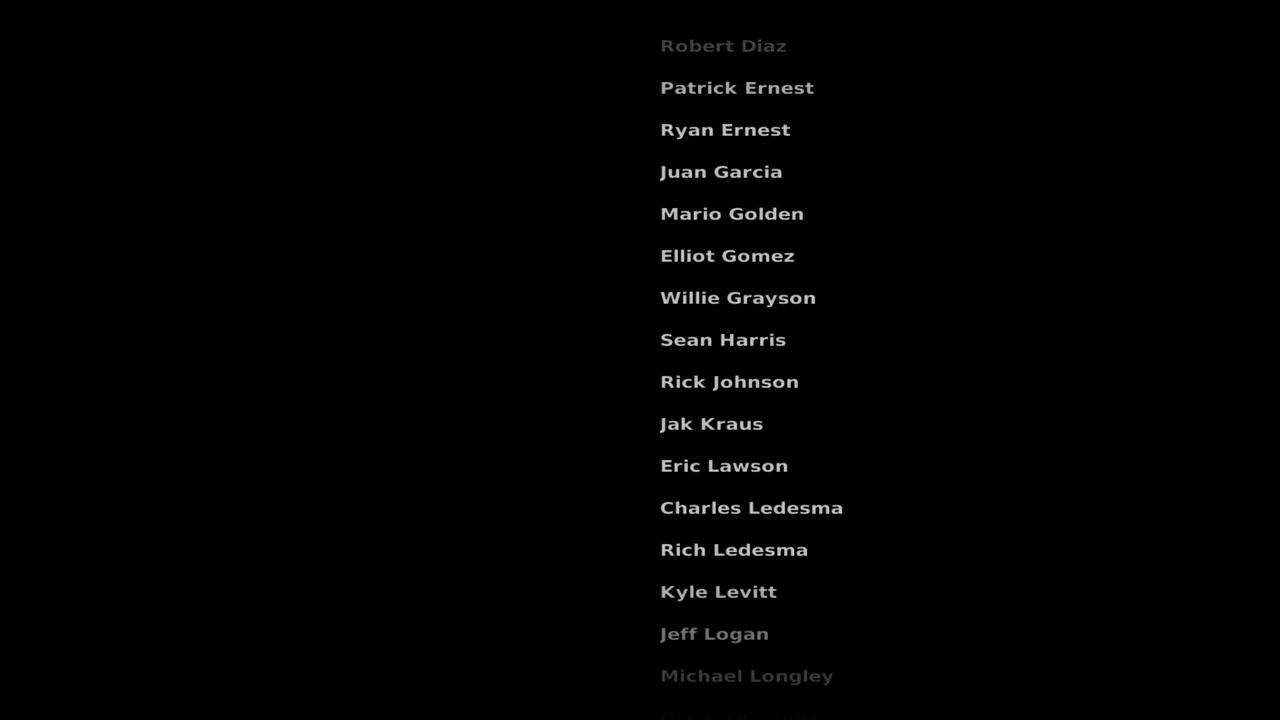 Robert Diaz
Patrick Ernest
Ryan Ernest
Juan Garcia
Mario Golden
Elliot Gomez
Willie Grayson
Sean Harris
Rick Johnson
Jak Kraus
Eric Lawson
Charles Ledesma
Rich Ledesma
Kyle Levitt
Jeff Logan
Michael Longley